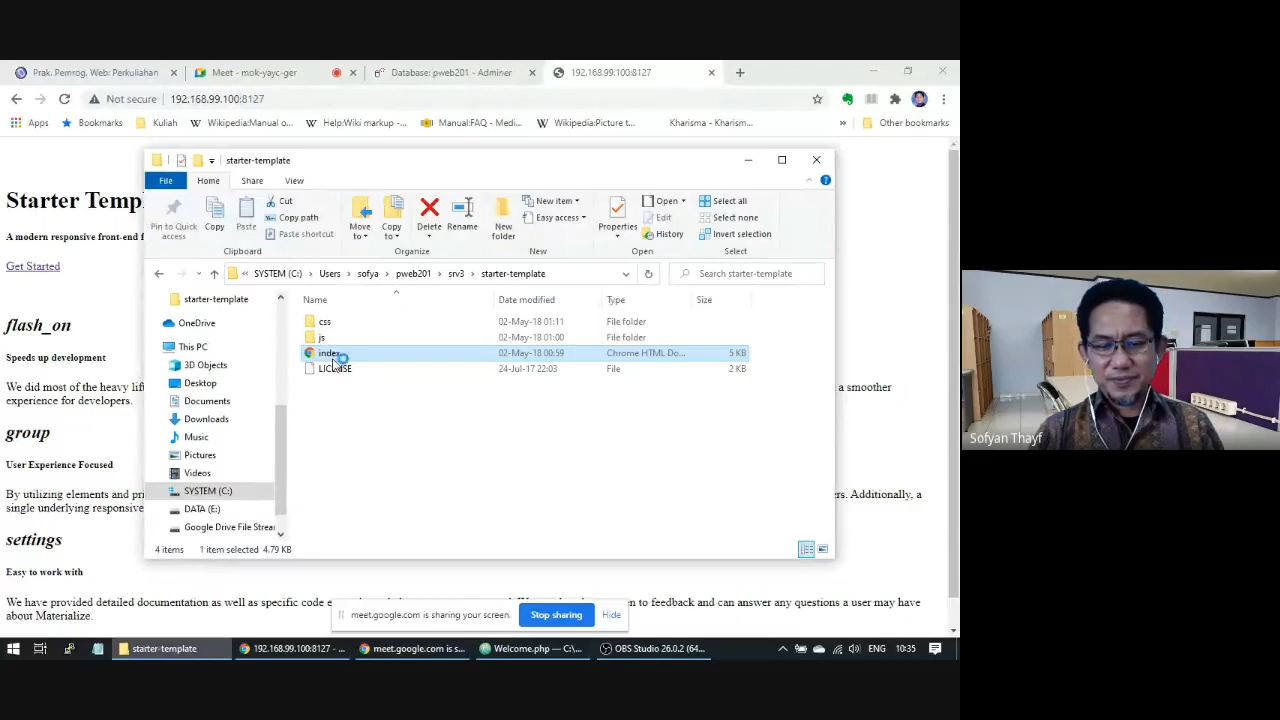 Prak. Pemrog. Web: Perkuliahan
Meet - mok-yayc-ger
Database: pweb201 - Adminer
192.168.99.100:8127
Not secure
192.168.99.100:8127
Apps
Bookmarks
Kuliah
Wikipedia:Manual o...
Help:Wiki markup -...
Manual:FAQ - Medi...
Wikipedia:Picture t...
Kharisma - Kharism...
»
Other bookmarks
starter-template
File
Home
Share
View
Pin to Quick access
Copy
Paste
Cut
Copy path
Paste shortcut
Clipboard
Move to
Copy to
Delete
Rename
Organize
New folder
New item
Easy access
New
Properties
Open
Edit
History
Open
Select all
Select none
Invert selection
Select
« SYSTEM (C:) > Users > sofya > pweb201 > srv3 > starter-template
Search starter-template
starter-template
OneDrive
This PC
3D Objects
Desktop
Documents
Downloads
Music
Pictures
Videos
SYSTEM (C:)
DATA (E:)
Google Drive File Strea
Name Date modified Type Size
css 02-May-18 01:11 File folder
js 02-May-18 01:00 File folder
index 02-May-18 00:59 Chrome HTML Do... 5 KB
LICENSE 24-Jul-17 22:03 File 2 KB
4 items 1 item selected 4.79 KB
Starter Temp
A modern responsive front-end f
Get Started
flash_on
Speeds up development
We did most of the heavy lif
a smoother
experience for developers.
group
User Experience Focused
By utilizing elements and pri
ers. Additionally, a
single underlying responsive
settings
Easy to work with
We have provided detailed documentation as well as specific code e
n to feedback and can answer any questions a user may have
about Materialize.
meet.google.com is sharing your screen.
Stop sharing
Hide
starter-template
192.168.99.100:8127 - ...
meet.google.com is s...
Welcome.php — C:\...
OBS Studio 26.0.2 (64...
ENG
10:35
Sofyan Thayf